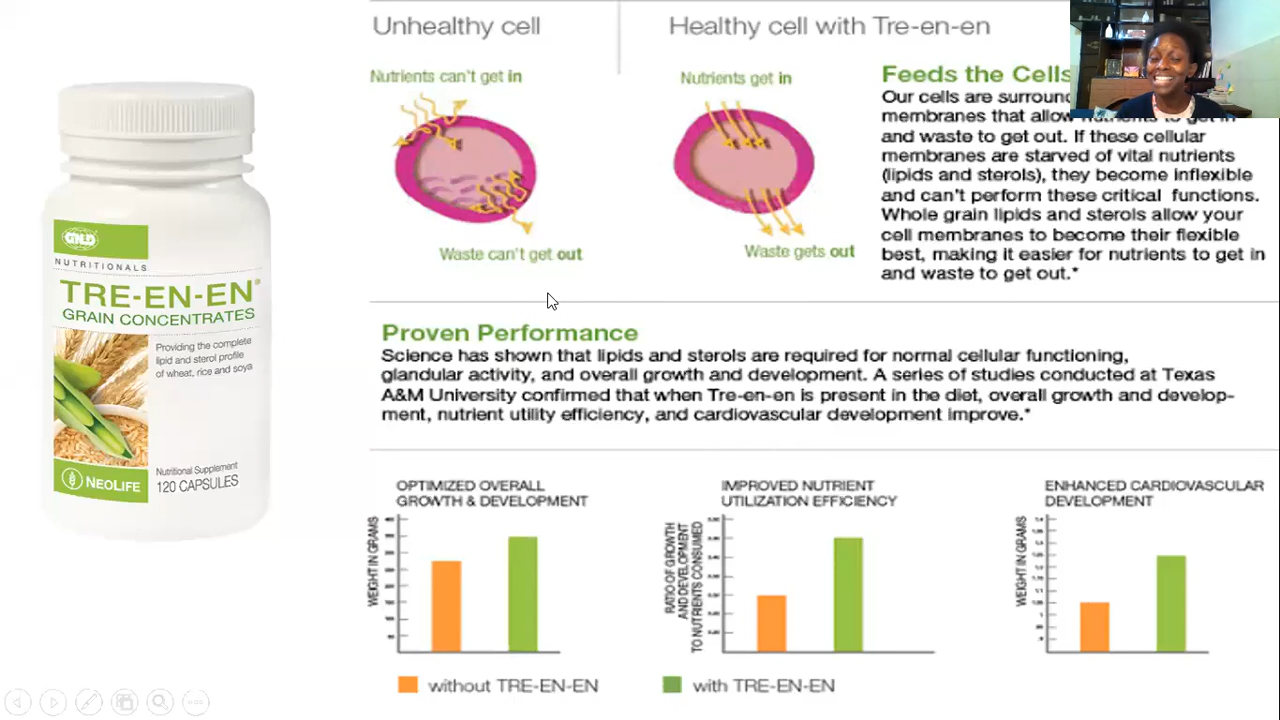 GNLD
NUTRITIONALS
TRE-EN-EN®
GRAIN CONCENTRATES
Providing the complete
lipid and sterol profile
of wheat, rice and soya
NEOLIFE
Nutritional Supplement
120 CAPSULES
Unhealthy cell
Healthy cell with Tre-en-en
Nutrients can't get in
Waste can't get out
Nutrients get in
Waste gets out
Feeds the Cells
Our cells are
membranes that allow
and waste to get out. If these cellular
membranes are starved of vital nutrients
(lipids and sterols), they become inflexible
and can't perform these critical functions.
Whole grain lipids and sterols allow your
cell membranes to become their flexible
best, making it easier for nutrients to get in
and waste to get out.*
Proven Performance
Science has shown that lipids and sterols are required for normal cellular functioning,
glandular activity, and overall growth and development. A series of studies conducted at Texas
A&M University confirmed that when Tre-en-en is present in the diet, overall growth and develop-
ment, nutrient utility efficiency, and cardiovascular development improve.*
OPTIMIZED OVERALL
GROWTH & DEVELOPMENT
WEIGHT IN GRAMS
IMPROVED NUTRIENT
UTILIZATION EFFICIENCY
RATIO OF GROWTH
AND DEVELOPMENT
TO NUTRIENTS CONSUMED
ENHANCED CARDIOVASCULAR
DEVELOPMENT
WEIGHT IN GRAMS
without TRE-EN-EN
with TRE-EN-EN